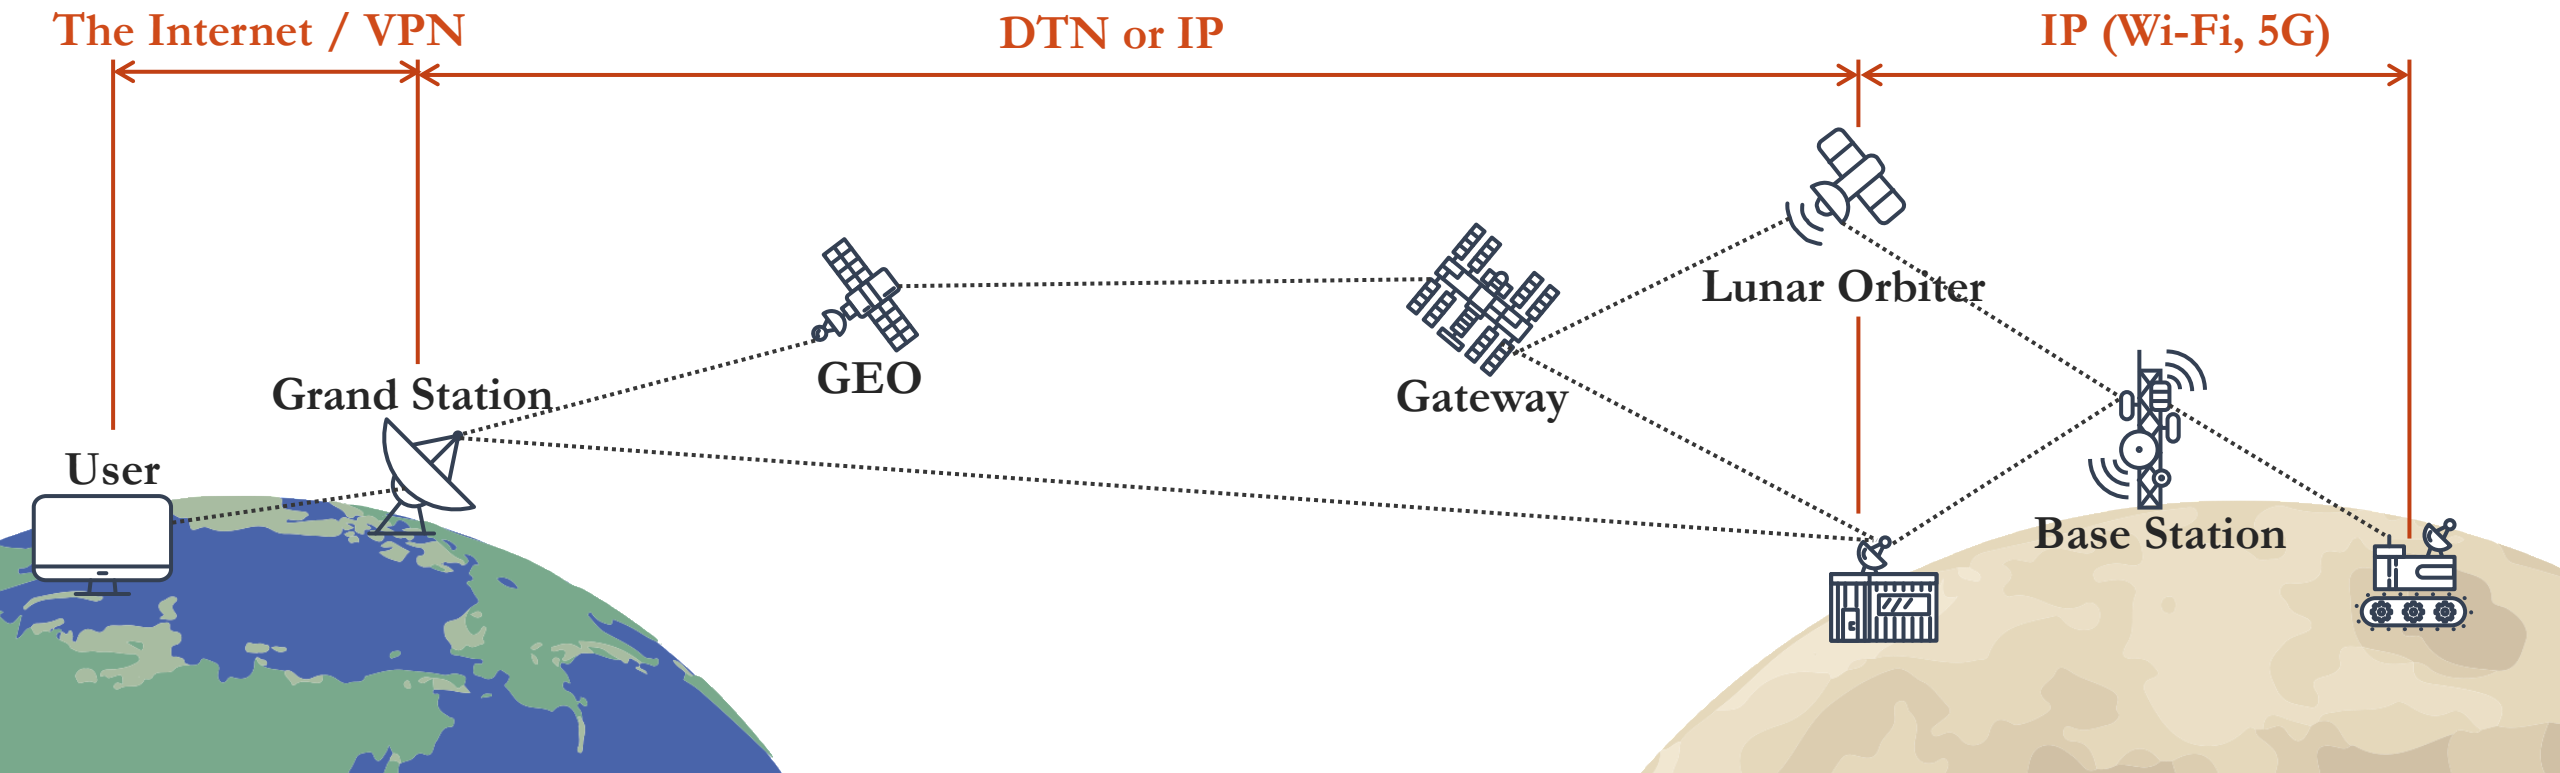 The Internet / VPN
DTN or IP
IP (Wi-Fi, 5G)
Lunar Orbiter
GEO
Gateway
Grand Station
User
Base Station